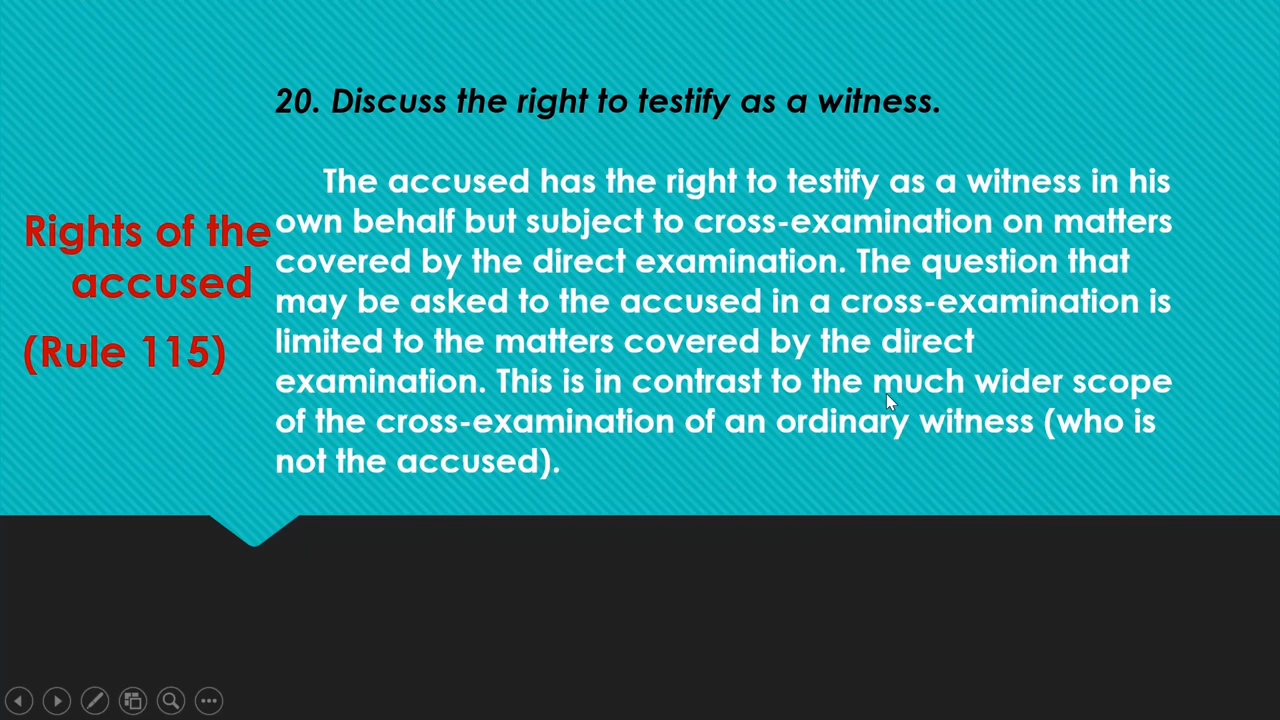 20. Discuss the right to testify as a witness.
Rights of the
accused
(Rule 115)
The accused has the right to testify as a witness in his
own behalf but subject to cross-examination on matters
covered by the direct examination. The question that
may be asked to the accused in a cross-examination is
limited to the matters covered by the direct
examination. This is in contrast to the much wider scope
of the cross-examination of an ordinary witness (who is
not the accused).